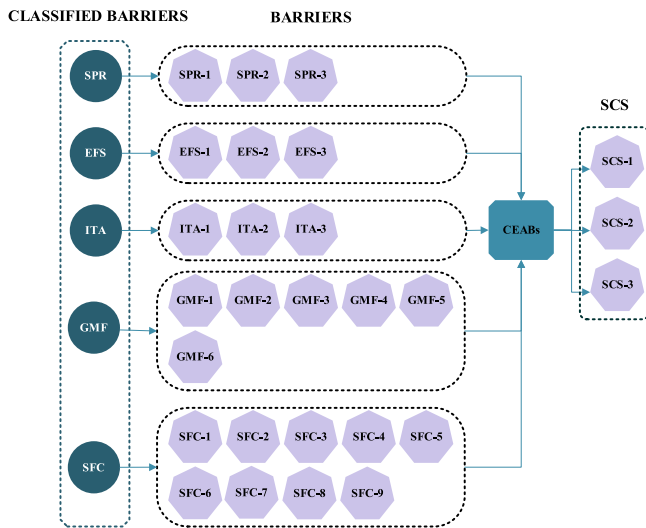 CLASSIFIED BARRIERS
BARRIERS
SCS
SPR
SPR-1 SPR-2 SPR-3
EFS
EFS-1 EFS-2 EFS-3
ITA
ITA-1 ITA-2 ITA-3
CEABs
SCS-1
SCS-2
SCS-3
GMF
GMF-1 GMF-2 GMF-3 GMF-4 GMF-5
GMF-6
SFC
SFC-1 SFC-2 SFC-3 SFC-4 SFC-5
SFC-6 SFC-7 SFC-8 SFC-9